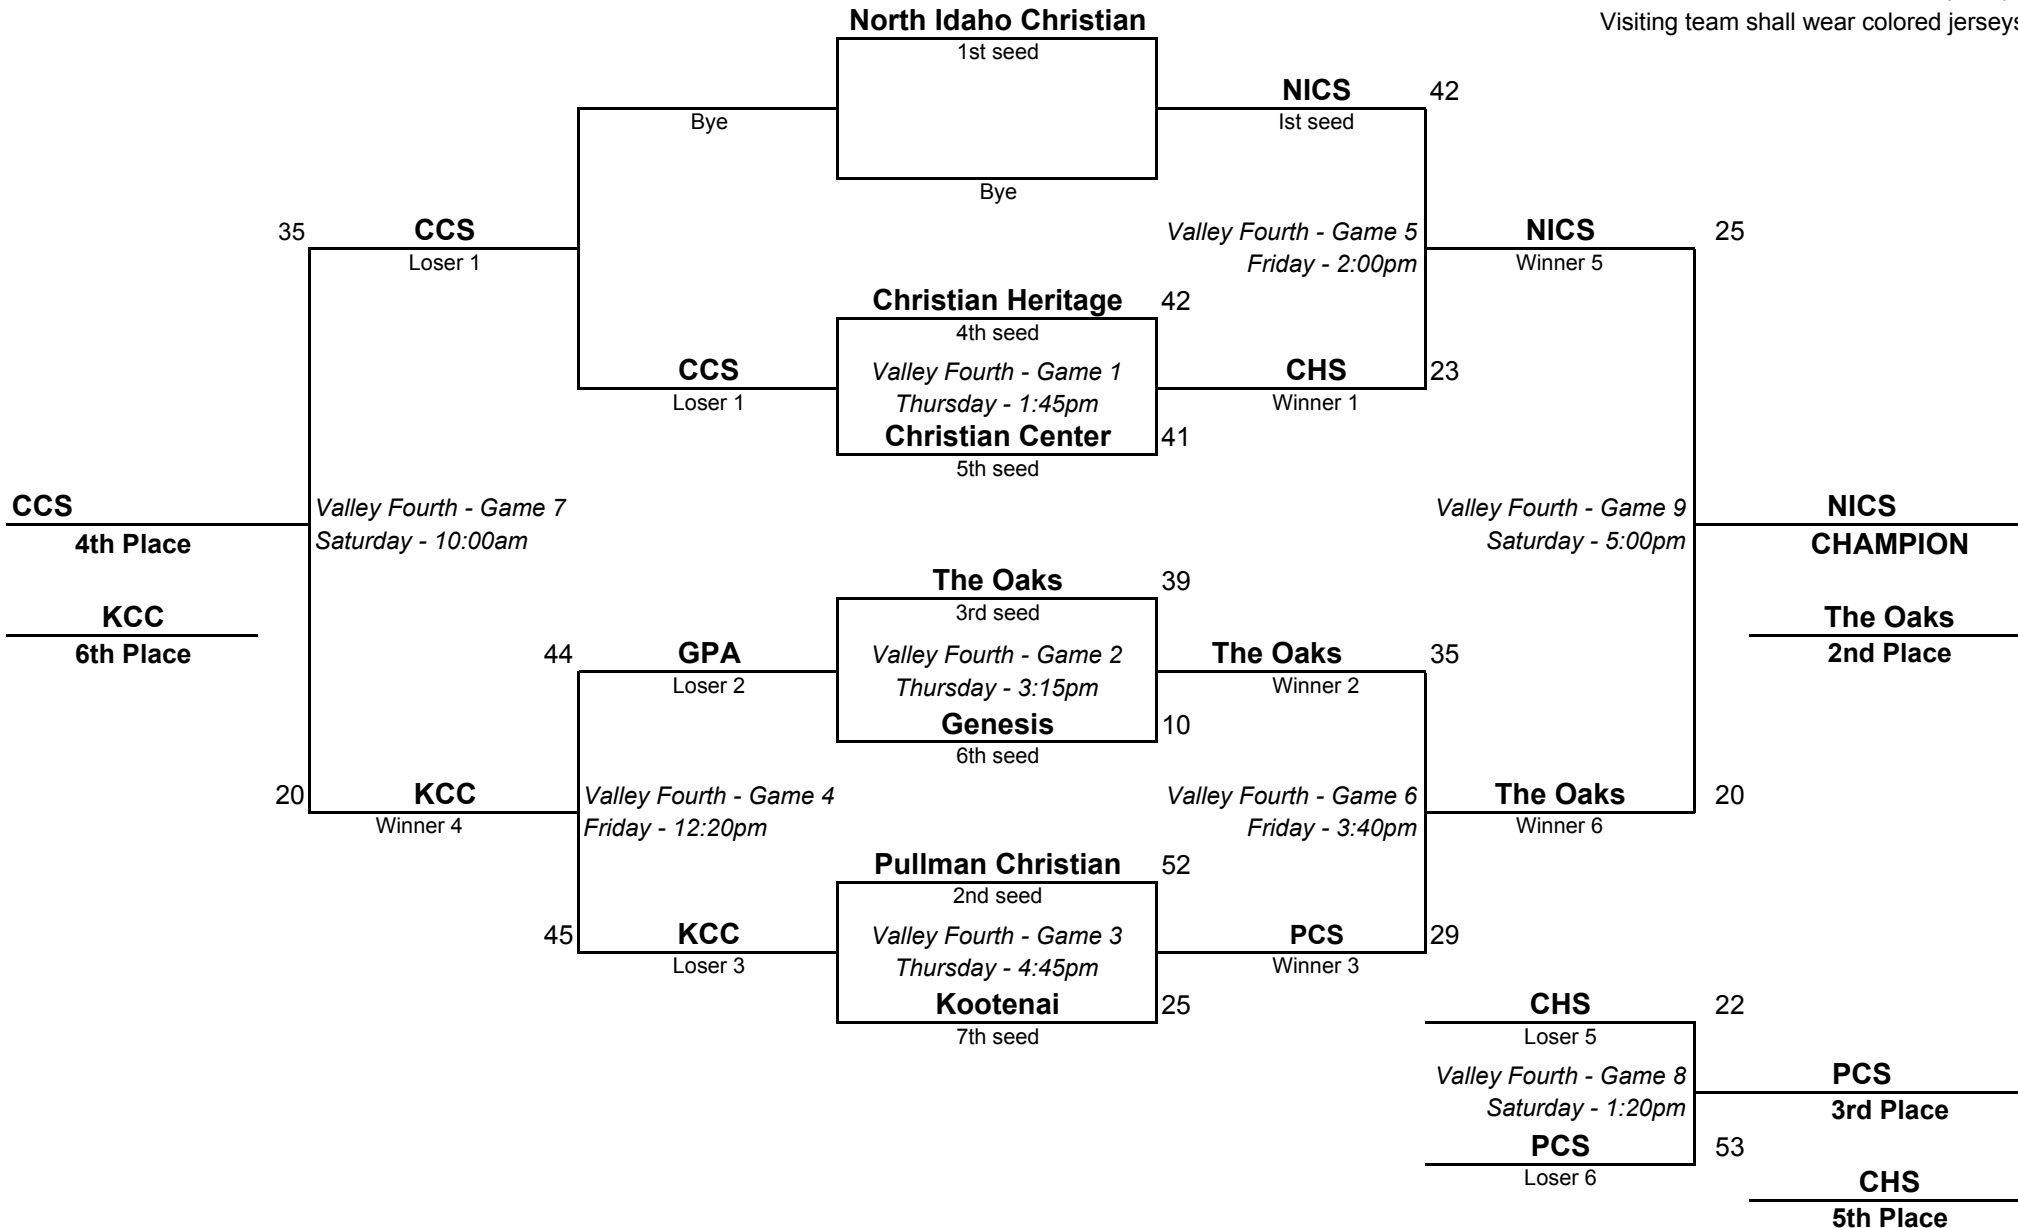 Visiting team shall wear colored jerseys
North Idaho Christian
1st seed
NICS 42
Bye
Ist seed
Bye
35 CCS
Loser 1
Valley Fourth - Game 5
Friday - 2:00pm
NICS 25
Winner 5
Christian Heritage 42
4th seed
CCS
Loser 1
Valley Fourth - Game 1
Thursday - 1:45pm
CHS 23
Winner 1
Christian Center 41
5th seed
CCS
4th Place
Valley Fourth - Game 7
Saturday - 10:00am
Valley Fourth - Game 9
Saturday - 5:00pm
NICS
CHAMPION
The Oaks 39
3rd seed
KCC
6th Place
The Oaks
2nd Place
44 GPA
Loser 2
Valley Fourth - Game 2
Thursday - 3:15pm
The Oaks 35
Winner 2
Genesis 10
6th seed
20 KCC
Winner 4
Valley Fourth - Game 4
Friday - 12:20pm
Valley Fourth - Game 6
Friday - 3:40pm
The Oaks 20
Winner 6
Pullman Christian 52
2nd seed
45 KCC
Loser 3
Valley Fourth - Game 3
Thursday - 4:45pm
PCS 29
Winner 3
Kootenai 25
7th seed
CHS 22
Loser 5
Valley Fourth - Game 8
Saturday - 1:20pm
PCS
3rd Place
PCS 53
Loser 6
CHS
5th Place